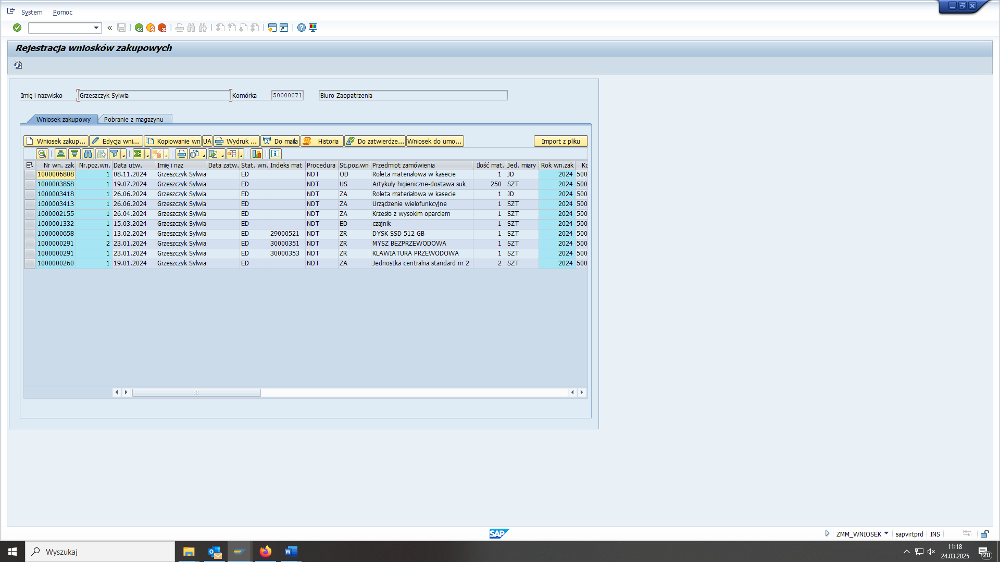 System Pomoc
Rejestracja wniosków zakupowych
Imię i nazwisko Grzeszczyk Sylwia Komórka 50000071 Biuro Zaopatrzenia
Wniosek zakupowy Pobranie z magazynu
Wniosek zakup... Edycja wni... Kopiowanie wn UA Wydruk ... Do maila Historia Do zatwierdze... Wniosek do umo... Import z pliku
Nr wn. zak Nr.poz.wn. Data utw. Imię i naz Data zatw. Stat. wn. Indeks mat Procedura St.poz.wn Przedmiot zamówienia Ilość mat. Jed. miary Rok wn.zak Kc
1000006808 1 08.11.2024 Grzeszczyk Sylwia ED NDT OD Roleta materiałowa w kasecie 1 JD 2024 500
1000003858 1 19.07.2024 Grzeszczyk Sylwia ED NDT US Artykuły higieniczne-dostawa suk... 250 SZT 2024 500
1000003418 1 26.06.2024 Grzeszczyk Sylwia ED NDT ZA Roleta materiałowa w kasecie 1 JD 2024 500
1000003413 1 26.06.2024 Grzeszczyk Sylwia ED NDT ZA Urządzenie wielofunkcyjne 1 SZT 2024 500
1000002155 1 26.04.2024 Grzeszczyk Sylwia ED NDT ZA Krzesło z wysokim oparciem 1 SZT 2024 500
1000001332 1 15.03.2024 Grzeszczyk Sylwia ED NDT ED czajnik 1 SZT 2024 500
1000000658 1 13.02.2024 Grzeszczyk Sylwia ED 29000521 NDT ZR DYSK SSD 512 GB 1 SZT 2024 500
1000000291 2 23.01.2024 Grzeszczyk Sylwia ED 30000351 NDT ZR MYSZ BEZPRZEWODOWA 1 SZT 2024 500
1000000291 1 23.01.2024 Grzeszczyk Sylwia ED 30000353 NDT ZR KLAWIATURA PRZEWODOWA 1 SZT 2024 500
1000000260 1 19.01.2024 Grzeszczyk Sylwia ED NDT ZA Jednostka centralna standard nr 2 2 SZT 2024 500
SAP ZMM_WNIOSEK sapvirtprd INS
Wyszukaj
11:18
24.03.2025
20